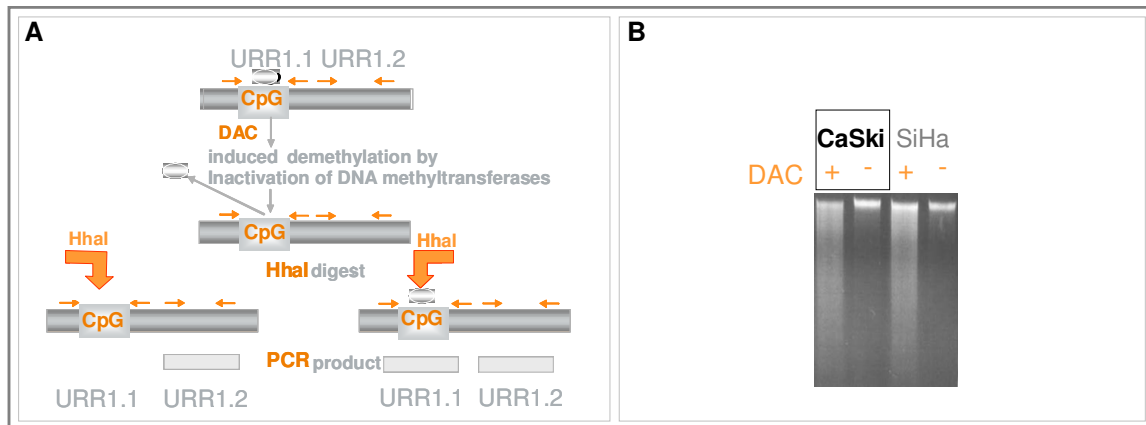 A
URR1.1 URR1.2
CpG
DAC
induced demethylation by
Inactivation of DNA methyltransferases
CpG
HhaI
HhaI
HhaI digest
CpG
CpG
PCR product
URR1.1 URR1.2
URR1.1 URR1.2
B
CaSki SiHa
DAC + - + -